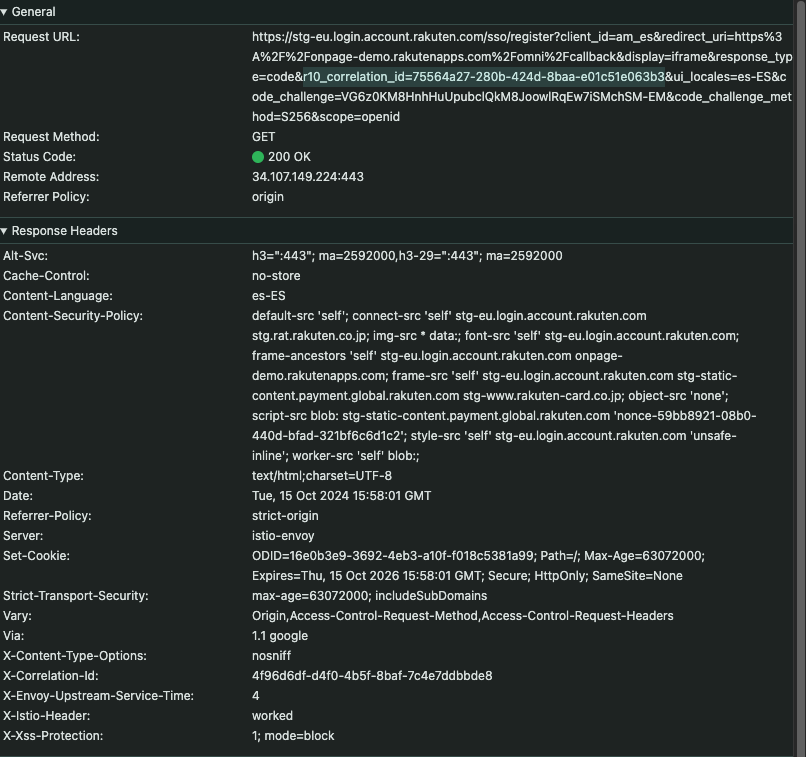 General
Request URL: https://stg-eu.login.account.rakuten.com/sso/register?client_id=am_es&redirect_uri=https%3
A%2F%2Fonpage-demo.rakutenapps.com%2Fomni%2Fcallback&display=iframe&response_typ
e=code&r10_correlation_id=75564a27-280b-424d-8baa-e01c51e063b3&ui_locales=es-ES&c
ode_challenge=VG6z0KM8HnhHuUpubclQkM8JoowlRqEw7iSMchSM-EM&code_challenge_met
hod=S256&scope=openid
Request Method: GET
Status Code: 200 OK
Remote Address: 34.107.149.224:443
Referrer Policy: origin
Response Headers
Alt-Svc: h3=":443"; ma=2592000,h3-29=":443"; ma=2592000
Cache-Control: no-store
Content-Language: es-ES
Content-Security-Policy: default-src 'self'; connect-src 'self' stg-eu.login.account.rakuten.com
stg.rat.rakuten.co.jp; img-src * data:; font-src 'self' stg-eu.login.account.rakuten.com;
frame-ancestors 'self' stg-eu.login.account.rakuten.com onpage-
demo.rakutenapps.com; frame-src 'self' stg-eu.login.account.rakuten.com stg-static-
content.payment.global.rakuten.com stg-www.rakuten-card.co.jp; object-src 'none';
script-src blob: stg-static-content.payment.global.rakuten.com 'nonce-59bb8921-08b0-
440d-bfad-321bf6c6d1c2'; style-src 'self' stg-eu.login.account.rakuten.com 'unsafe-
inline'; worker-src 'self' blob:;
Content-Type: text/html;charset=UTF-8
Date: Tue, 15 Oct 2024 15:58:01 GMT
Referrer-Policy: strict-origin
Server: istio-envoy
Set-Cookie: ODID=16e0b3e9-3692-4eb3-a10f-f018c5381a99; Path=/; Max-Age=63072000;
Expires=Thu, 15 Oct 2026 15:58:01 GMT; Secure; HttpOnly; SameSite=None
Strict-Transport-Security: max-age=63072000; includeSubDomains
Vary: Origin,Access-Control-Request-Method,Access-Control-Request-Headers
Via: 1.1 google
X-Content-Type-Options: nosniff
X-Correlation-Id: 4f96d6df-d4f0-4b5f-8baf-7c4e7ddbbde8
X-Envoy-Upstream-Service-Time: 4
X-Istio-Header: worked
X-Xss-Protection: 1; mode=block